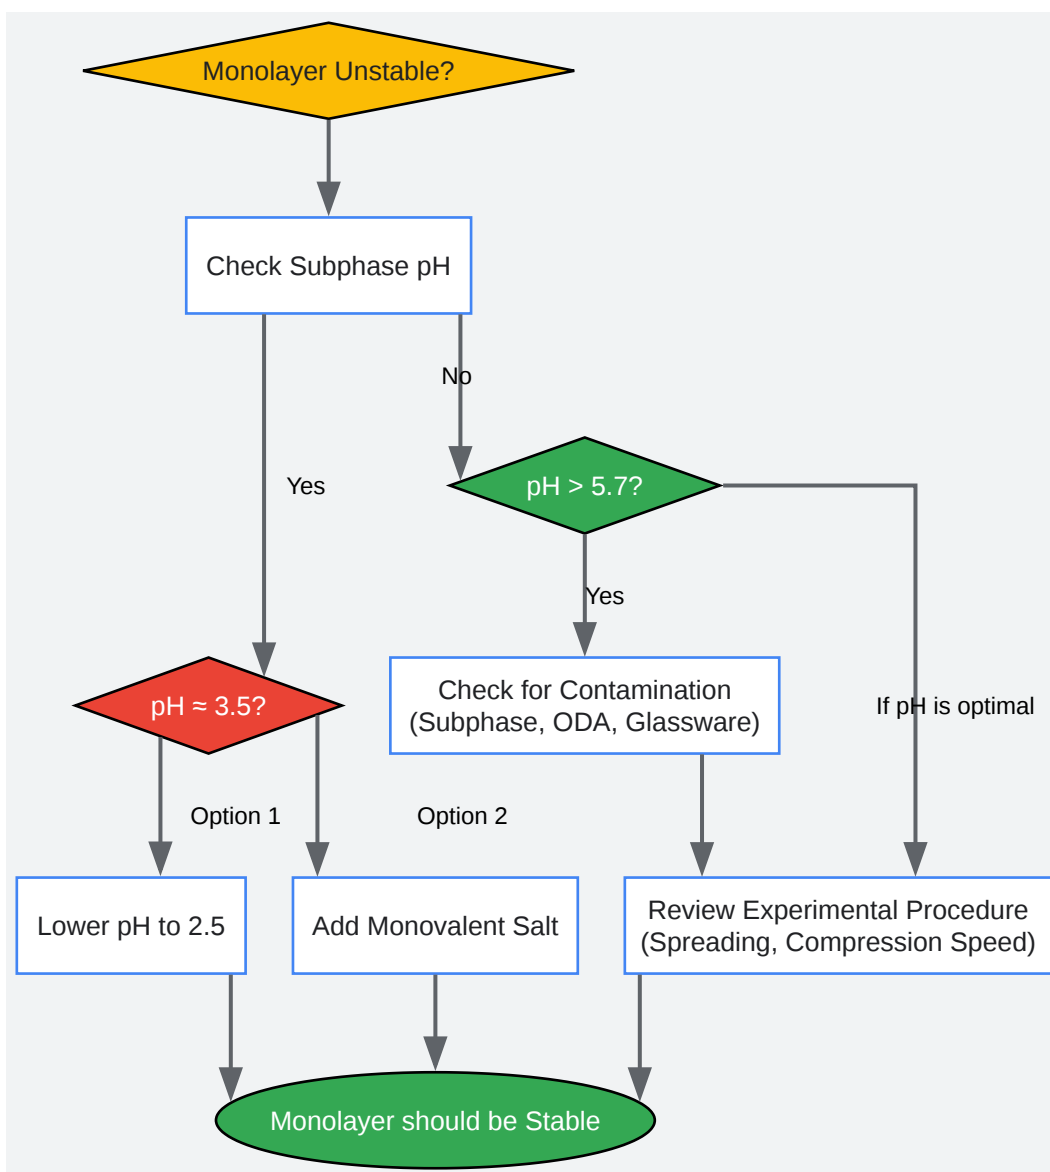 Monolayer Unstable?
Check Subphase pH
No
Yes
pH > 5.7?
Yes
Check for Contamination
(Subphase, ODA, Glassware)
pH ≈ 3.5?
If pH is optimal
Option 1
Option 2
Lower pH to 2.5
Add Monovalent Salt
Review Experimental Procedure
(Spreading, Compression Speed)
Monolayer should be Stable